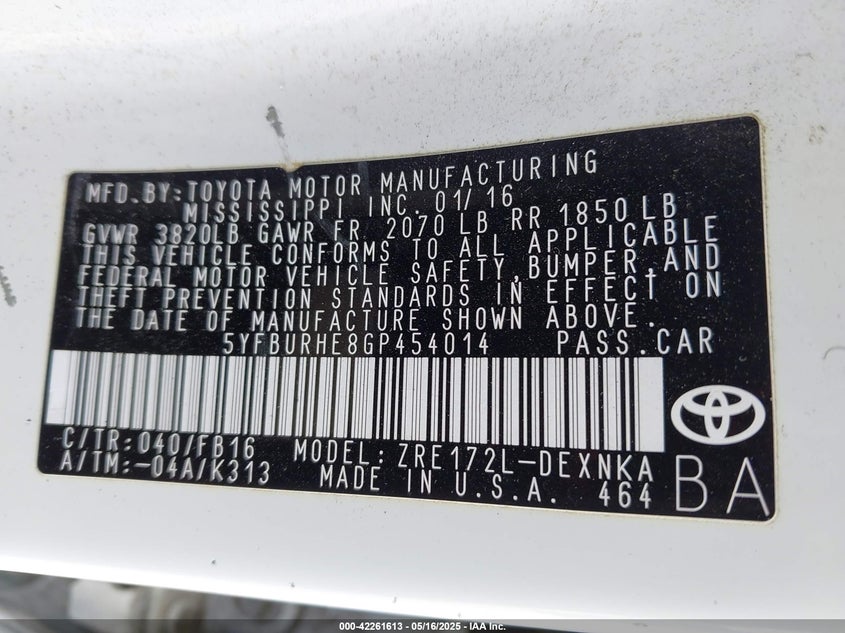 MFD. BY: TOYOTA MOTOR MANUFACTURING
MISSISSIPPI INC. 01/16
GVWR 3820LB GAWR FR. 2070 LB RR 1850 LB
THIS VEHICLE CONFORMS TO ALL APPLICABLE
FEDERAL MOTOR VEHICLE SAFETY, BUMPER, AND
THEFT PREVENTION STANDARDS IN EFFECT ON
THE DATE OF MANUFACTURE SHOWN ABOVE.
5YFBURHE8GP454014 PASS. CAR
C/TR: 040/FB16 MODEL: ZRE172L-DEXNKA
A/TM: -04A/K313 MADE IN U.S.A. 464 BA
000-42261613 - 05/16/2025 - IAA Inc.